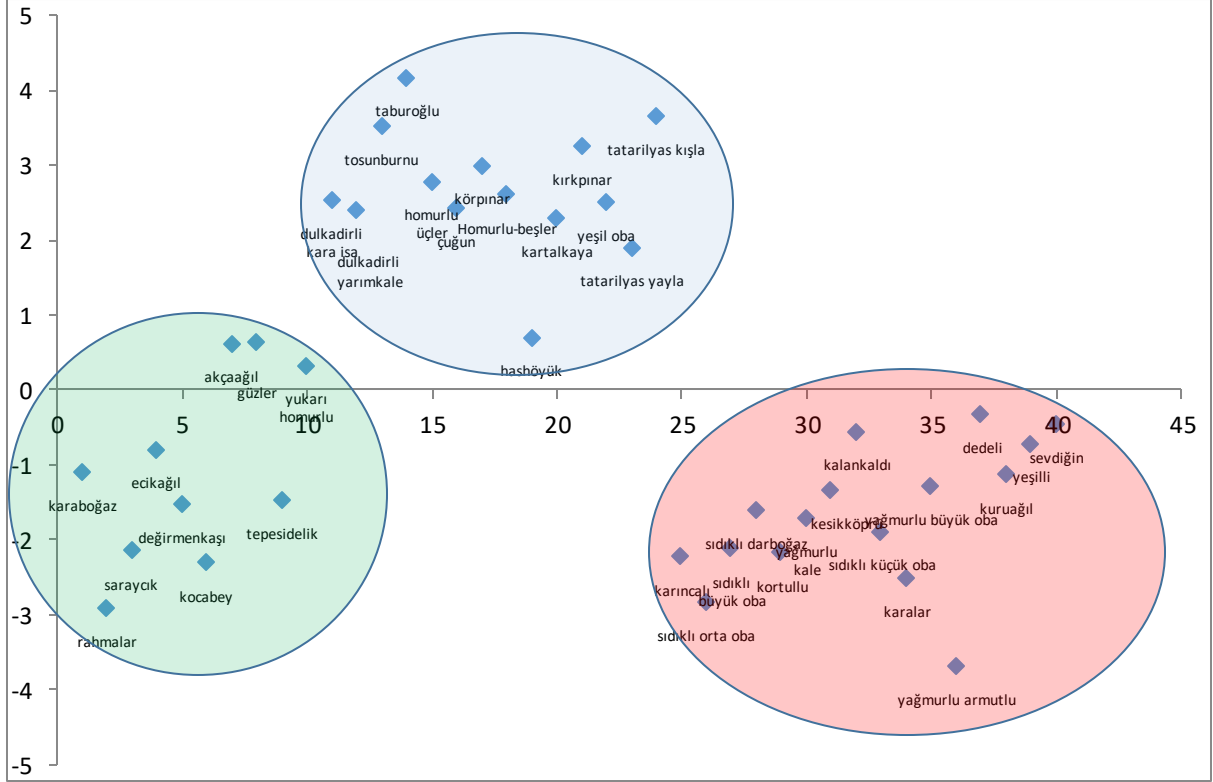 5
4
taburoğlu
tatarilyas kışla
tosunburnu
3
kırkpınar
körpınar
homurlu
üçler
Homurlu-beşler
dulkadirli
kara isa
2
çuğun
yeşil oba
kartalkaya
dulkadirli
yarımkale
tatarilyas yayla
1
hashöyük
akçaağıl
güzler
yukarı
homurlu
0
0
5
10
15
20
25
30
35
40
45
dedeli
sevdiğin
kalankaldı
yeşilli
-1
ecikağıl
karaboğaz
kuruağıl
kesikköprü
yağmurlu büyük oba
değirmenkaşı
tepesidelik
-2
sıdıklı darboğaz
yağmurlu
kale
sıdıklı küçük oba
saraycık
kocabey
karıncalı
sıdıklı
büyük oba
kortullu
karalar
-3
rahmalar
sıdıklı orta oba
-4
yağmurlu armutlu
-5